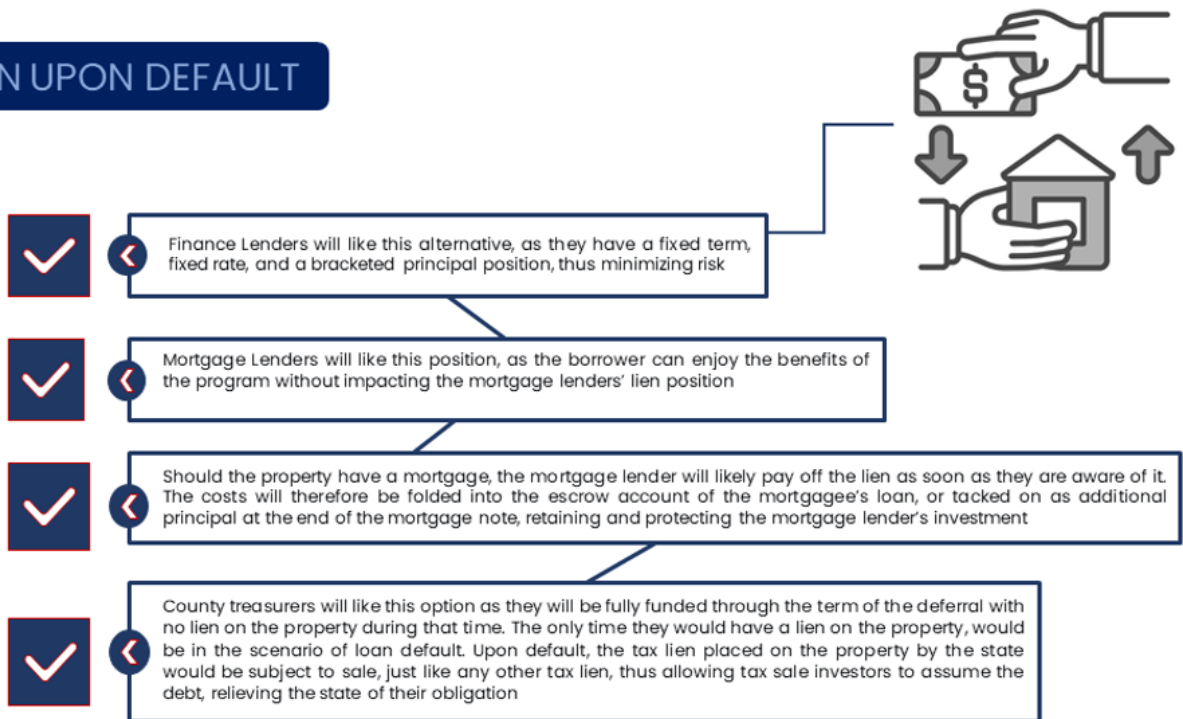 N UPON DEFAULT
$
Finance Lenders will like this alternative, as they have a fixed term,
fixed rate, and a bracketed principal position, thus minimizing risk
Mortgage Lenders will like this position, as the borrower can enjoy the benefits of
the program without impacting the mortgage lenders' lien position
Should the property have a mortgage, the mortgage lender will likely pay off the lien as soon as they are aware of it.
The costs will therefore be folded into the escrow account of the mortgagee's loan, or tacked on as additional
principal at the end of the mortgage note, retaining and protecting the mortgage lender's investment
County treasurers will like this option as they will be fully funded through the term of the deferral with
no lien on the property during that time. The only time they would have a lien on the property, would
be in the scenario of loan default. Upon default, the tax lien placed on the property by the state
would be subject to sale, just like any other tax lien, thus allowing tax sale investors to assume the
debt, relieving the state of their obligation